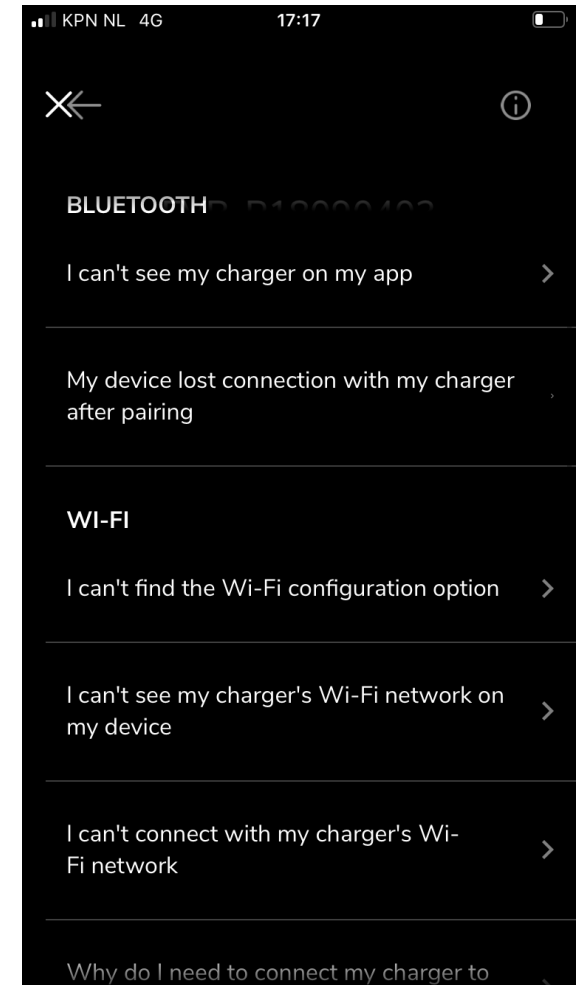 KPN NL 4G 17:17
BLUETOOTH
I can't see my charger on my app
My device lost connection with my charger
after pairing
WI-FI
I can't find the Wi-Fi configuration option
I can't see my charger's Wi-Fi network on
my device
I can't connect with my charger's Wi-
Fi network
Why do I need to connect my charger to